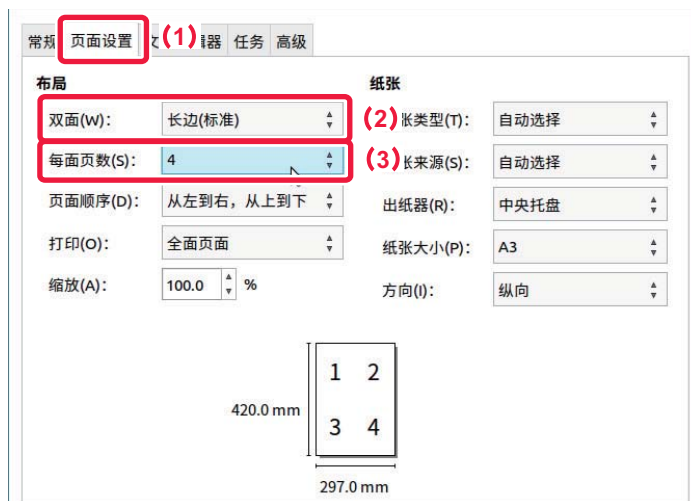 常规 页面设置 (1) 器 任务 高级
布局 纸张
双面(W): 长边(标准) (2) 张类型(T): 自动选择
每面页数(S): 4 (3) 张来源(S): 自动选择
页面顺序(D): 从左到右，从上到下 出纸器(R): 中央托盘
打印(O): 全面页面 纸张大小(P): A3
缩放(A): 100.0 % 方向(I): 纵向
1 2
420.0 mm
3 4
297.0 mm